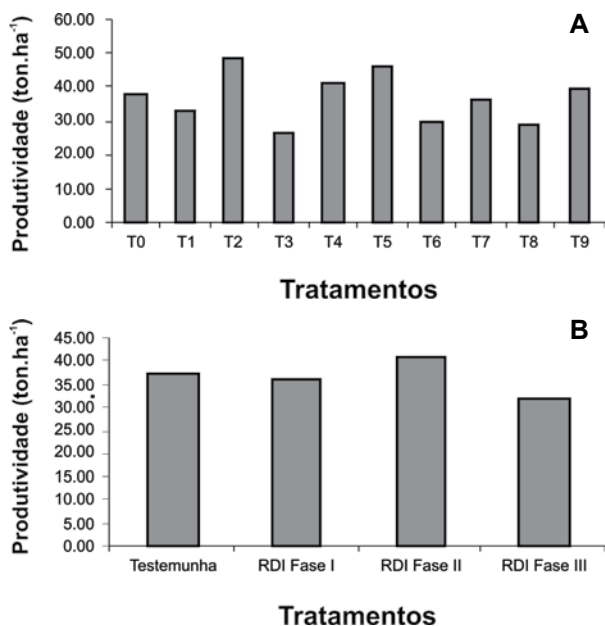 A
Produtividade (ton.ha-1)
60.00
50.00
40.00
30.00
20.00
10.00
0.00
T0 T1 T2 T3 T4 T5 T6 T7 T8 T9
Tratamentos
B
Produtividade (ton.ha-1)
45.00
40.00
35.00
30.00
25.00
20.00
15.00
10.00
5.00
0.00
Testemunha RDI Fase I RDI Fase II RDI Fase III
Tratamentos